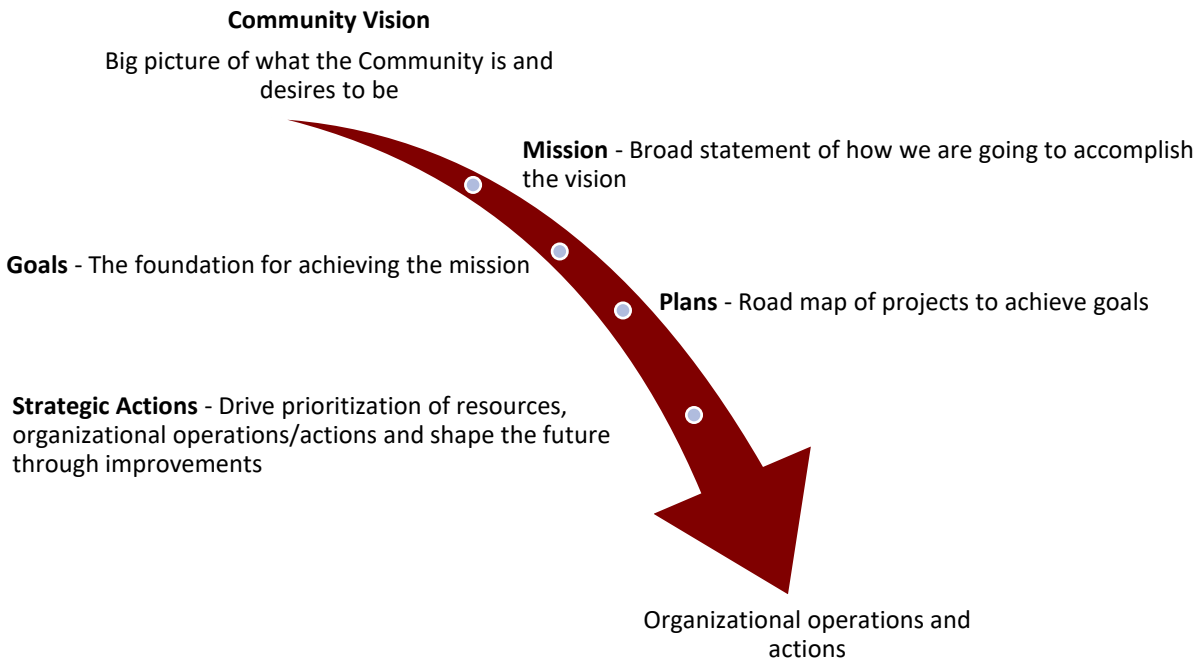 Community Vision
Big picture of what the Community is and
desires to be
Mission - Broad statement of how we are going to accomplish
the vision
Goals - The foundation for achieving the mission
Plans - Road map of projects to achieve goals
Strategic Actions - Drive prioritization of resources,
organizational operations/actions and shape the future
through improvements
Organizational operations and
actions